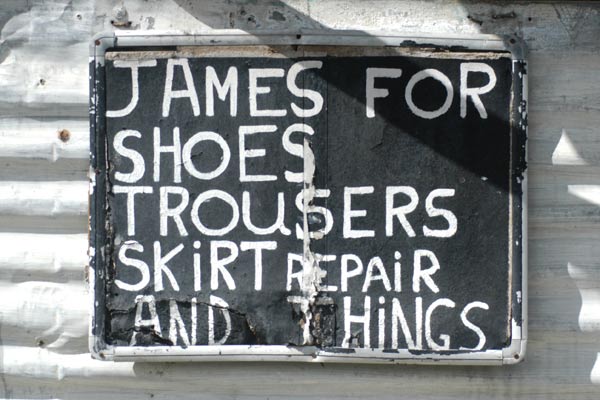 JAMES FOR
SHOES
TROUSERS
SKiRT REPAiR
AND THiNGS